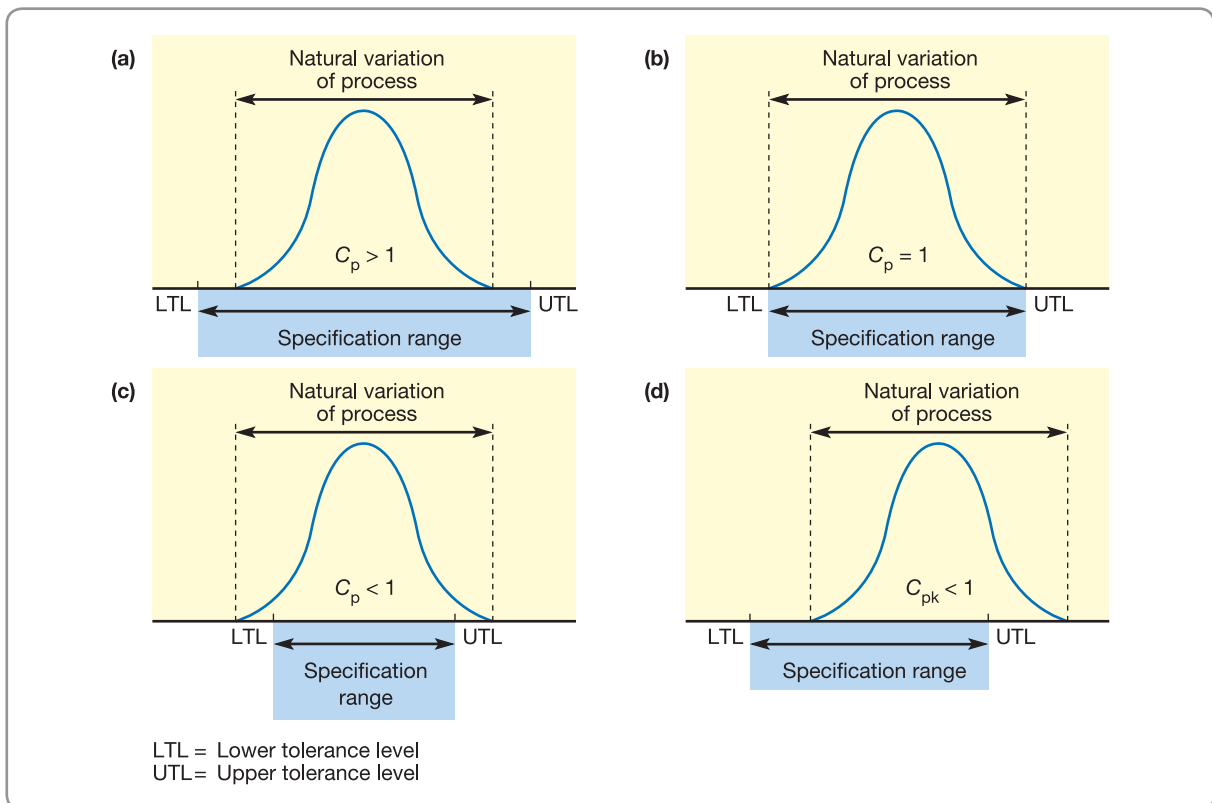 (a)
Natural variation
of process
Cp > 1
LTL
UTL
Specification range
(b)
Natural variation
of process
Cp = 1
LTL
UTL
Specification range
(c)
Natural variation
of process
Cp < 1
LTL
UTL
Specification
range
(d)
Natural variation
of process
Cpk < 1
LTL
UTL
Specification range
LTL = Lower tolerance level
UTL = Upper tolerance level